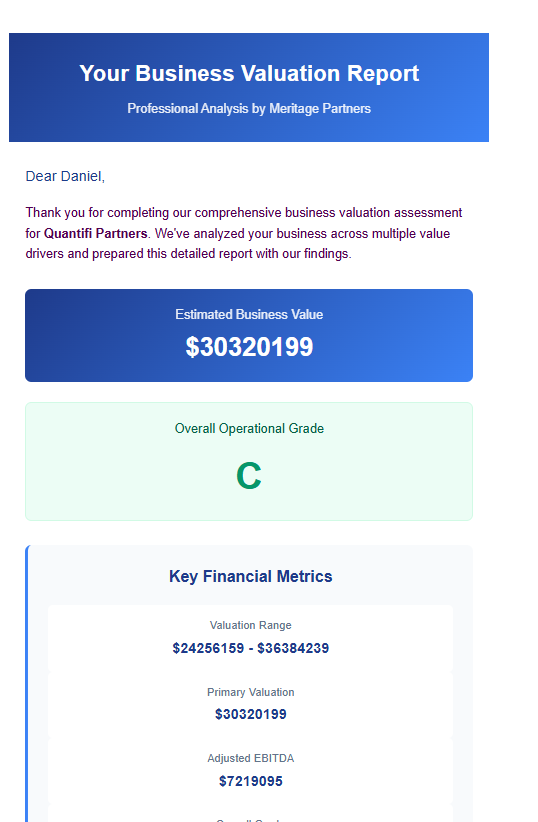 Your Business Valuation Report
Professional Analysis by Meritage Partners
Dear Daniel,
Thank you for completing our comprehensive business valuation assessment
for Quantifi Partners. We've analyzed your business across multiple value
drivers and prepared this detailed report with our findings.
Estimated Business Value
$30320199
Overall Operational Grade
C
Key Financial Metrics
Valuation Range
$24256159 - $36384239
Primary Valuation
$30320199
Adjusted EBITDA
$7219095